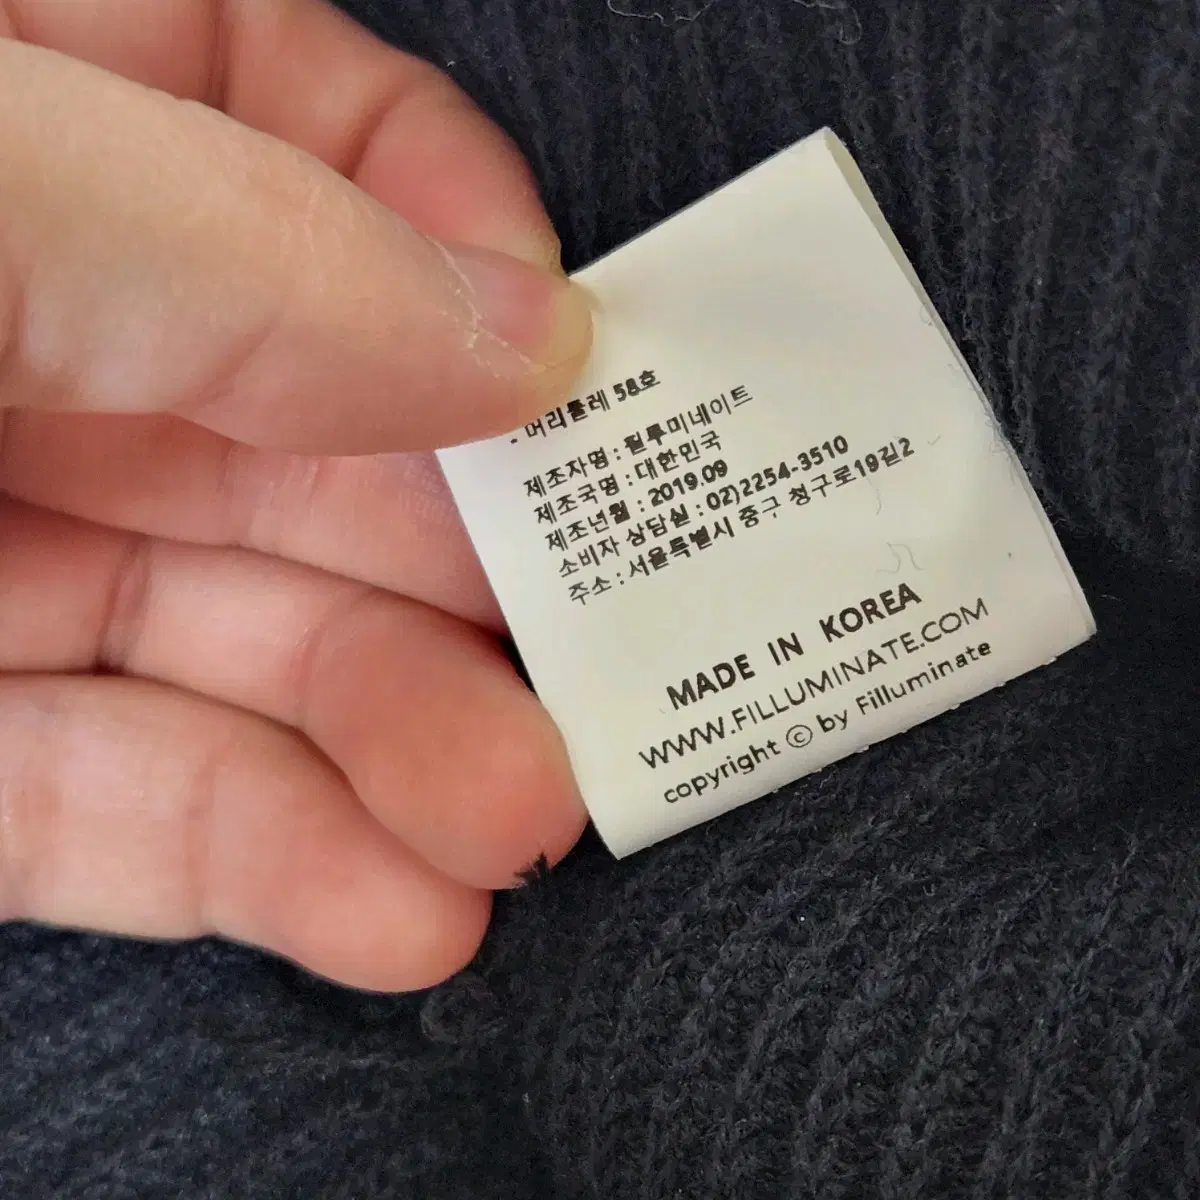 - 머리둘레 58호
제조자명 : 필루미네이트
제조국명 : 대한민국
제조년월 : 2019.09
소비자 상담실 : 02)2254-3510
주소 : 서울특별시 중구 청구로19길2
MADE IN KOREA
WWW.FILLUMINATE.COM
copyright © by Filluminate